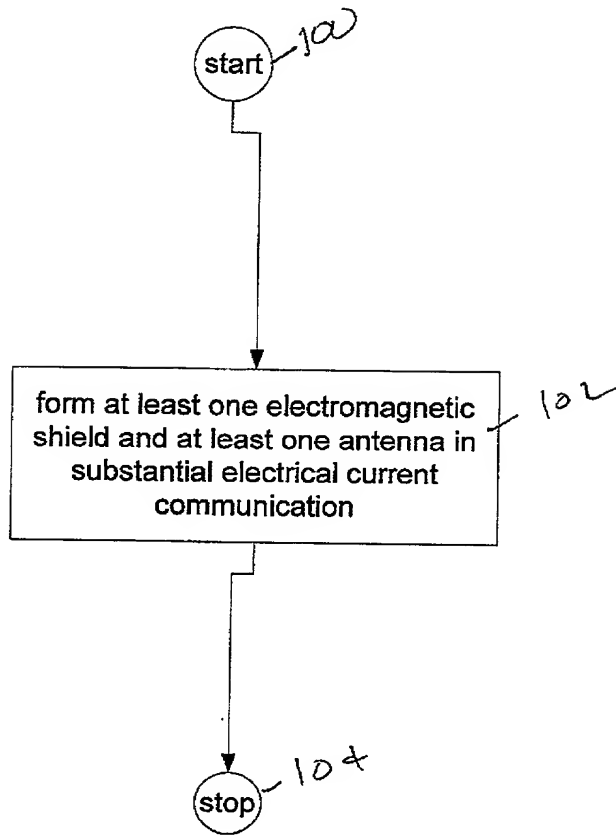 start 100
form at least one electromagnetic
shield and at least one antenna in 102
substantial electrical current
communication
stop 104